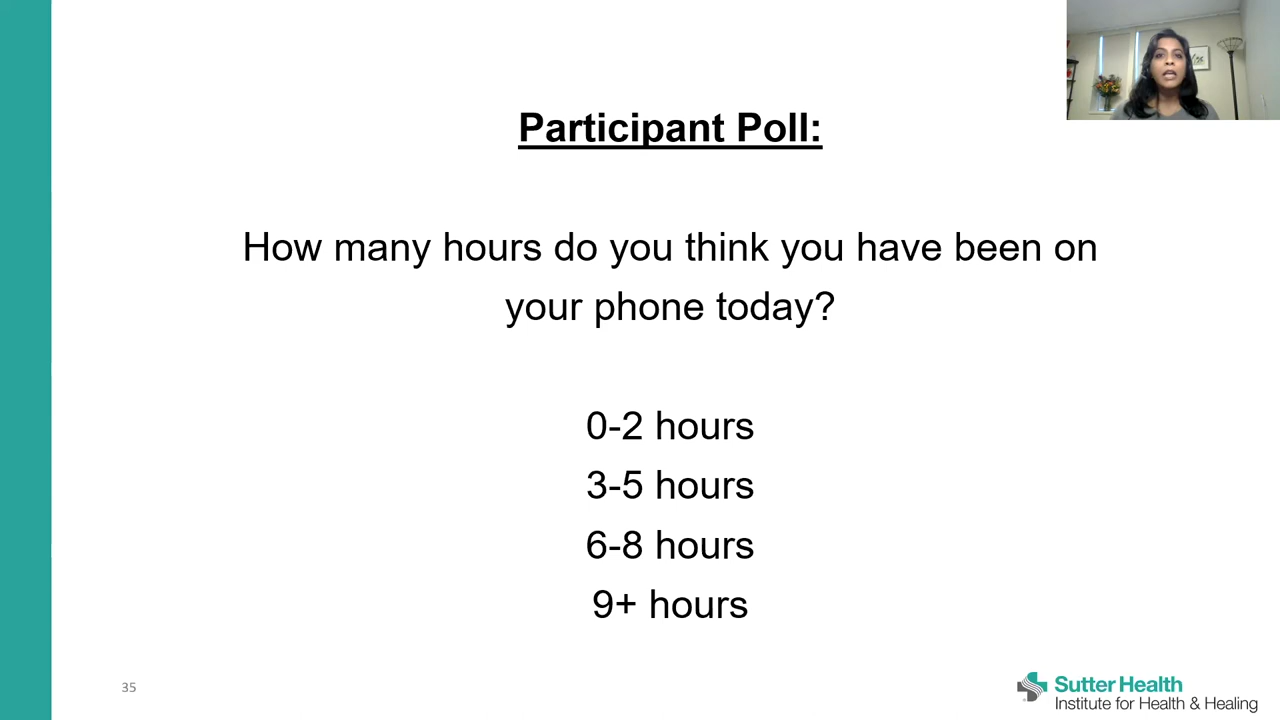 Participant Poll:
How many hours do you think you have been on
your phone today?
0-2 hours
3-5 hours
6-8 hours
9+ hours
35
Sutter Health
Institute for Health & Healing